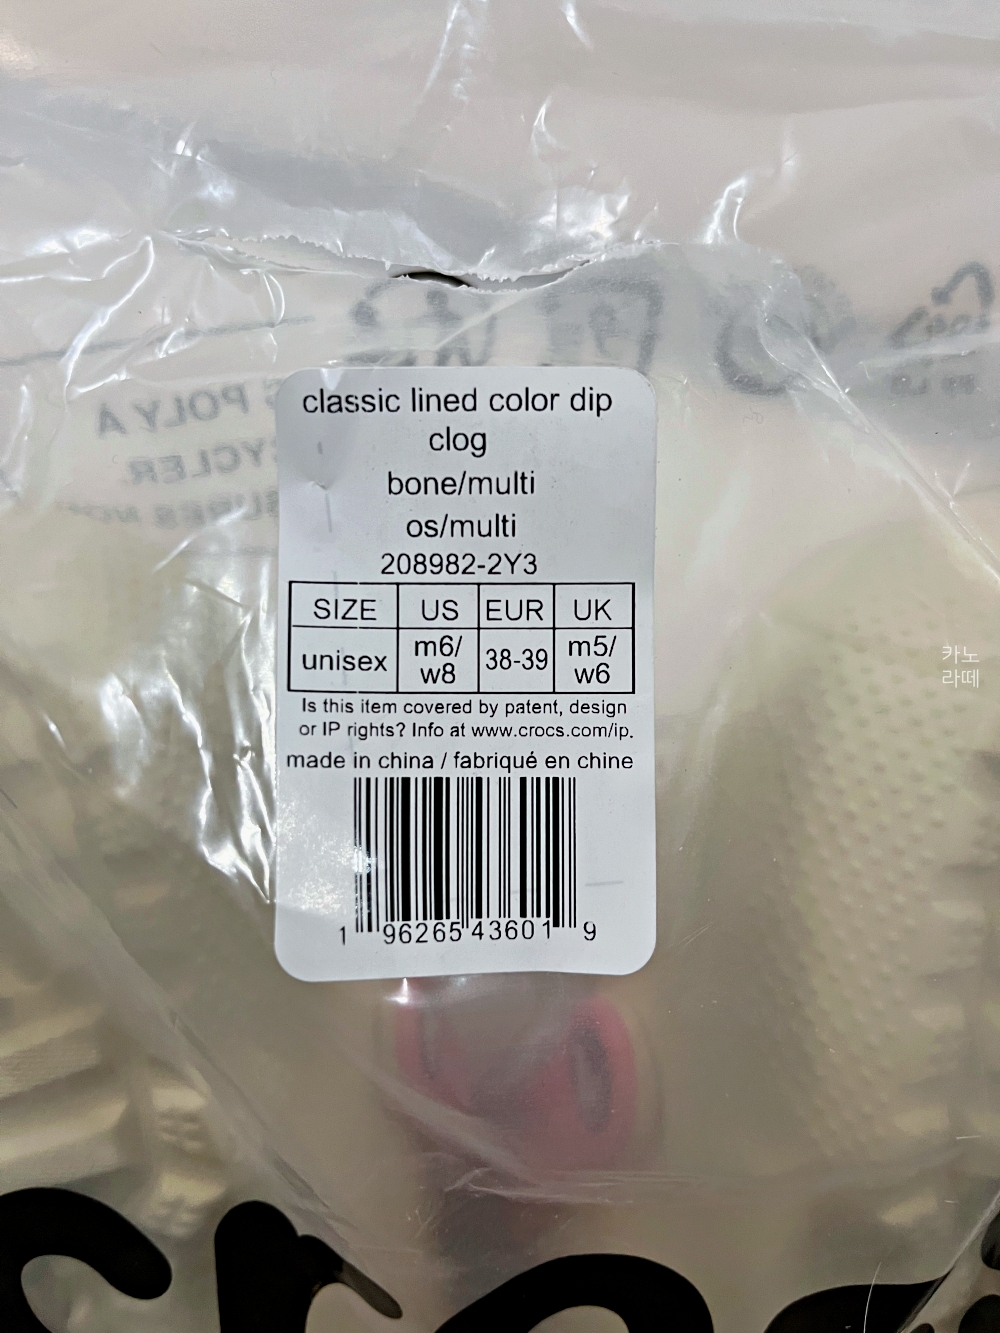 classic lined color dip
clog
bone/multi
os/multi
208982-2Y3
SIZE US EUR UK
unisex m6/w8 38-39 m5/w6
Is this item covered by patent, design
or IP rights? Info at www.crocs.com/ip.
made in china / fabriqué en chine
1 96265 43601 9
POLY A
카노
라떼